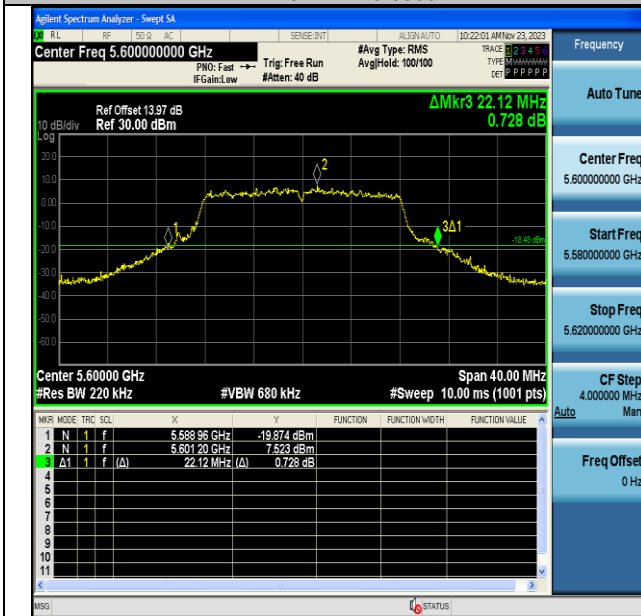 Agilent Spectrum Analyzer - Swept SA
RL RF 50 Ω AC SENSE:INT ALIGN AUTO 10:22:01 AM Nov 23, 2023
Center Freq 5.600000000 GHz
PNO: Fast
IFGain:Low
Trig: Free Run
#Atten: 40 dB
#Avg Type: RMS
Avg|Hold: 100/100
TRACE 1 2 3 4 5 6
TYPE M W W W W W
DET P P P P P P
Ref Offset 13.97 dB
10 dB/div Ref 30.00 dBm
Log
ΔMkr3 22.12 MHz
0.728 dB
20.0
10.0
0.00
-10.0
-20.0
-30.0
-40.0
-50.0
-60.0
1
2
3Δ1
-18.48 dBm
Center 5.60000 GHz Span 40.00 MHz
#Res BW 220 kHz #VBW 680 kHz #Sweep 10.00 ms (1001 pts)
MKR MODE TRC SCL X Y FUNCTION FUNCTION WIDTH FUNCTION VALUE
1 N 1 f 5.588 96 GHz -19.874 dBm
2 N 1 f 5.601 20 GHz 7.523 dBm
3 Δ1 1 f (Δ) 22.12 MHz (Δ) 0.728 dB
4
5
6
7
8
9
10
11
MSG STATUS
Frequency
Auto Tune
Center Freq
5.600000000 GHz
Start Freq
5.580000000 GHz
Stop Freq
5.620000000 GHz
CF Step
4.000000 MHz
Auto Man
Freq Offset
0 Hz